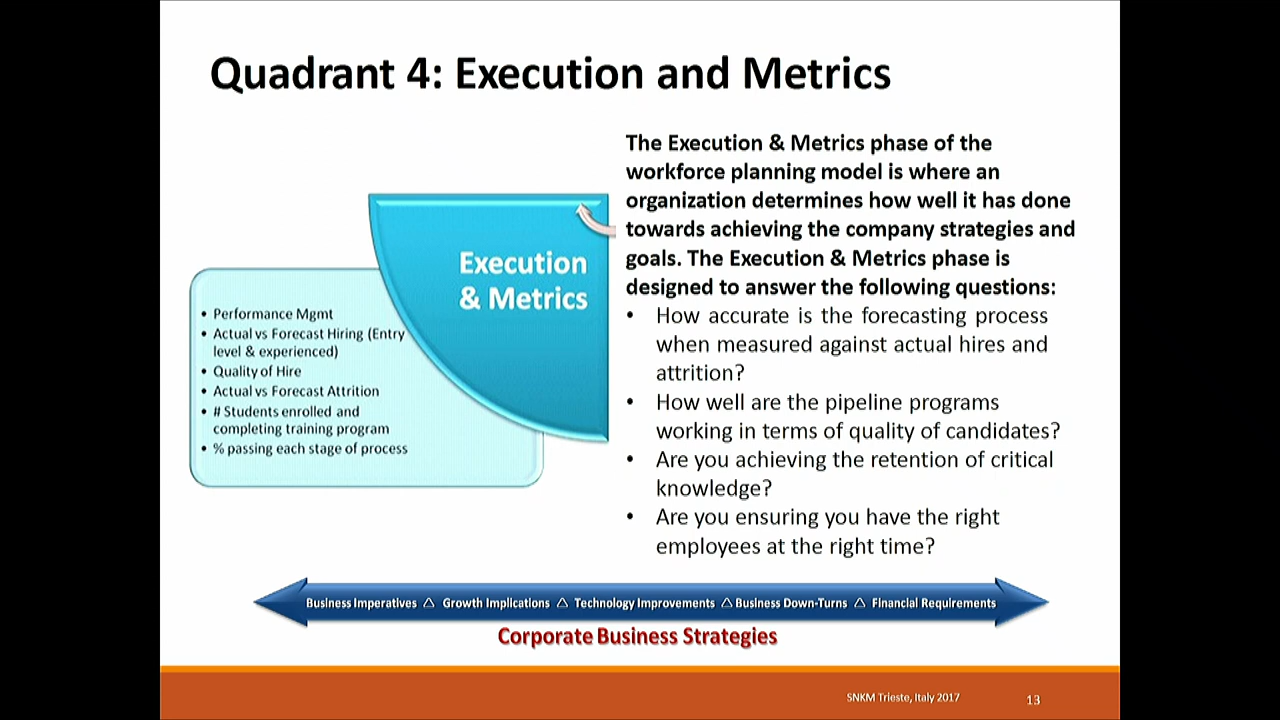 Quadrant 4: Execution and Metrics
Execution
& Metrics
• Performance Mgmt
• Actual vs Forecast Hiring (Entry
level & experienced)
• Quality of Hire
• Actual vs Forecast Attrition
• # Students enrolled and
completing training program
• % passing each stage of process
The Execution & Metrics phase of the
workforce planning model is where an
organization determines how well it has done
towards achieving the company strategies and
goals. The Execution & Metrics phase is
designed to answer the following questions:
• How accurate is the forecasting process
when measured against actual hires and
attrition?
• How well are the pipeline programs
working in terms of quality of candidates?
• Are you achieving the retention of critical
knowledge?
• Are you ensuring you have the right
employees at the right time?
Business Imperatives △ Growth Implications △ Technology Improvements △ Business Down-Turns △ Financial Requirements
Corporate Business Strategies
SNKM Trieste, Italy 2017
13